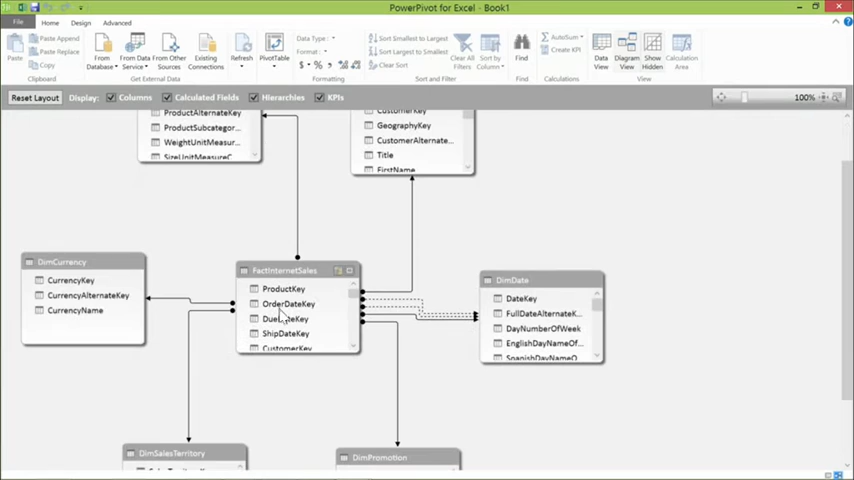 PowerPivot for Excel - Book1
File
Home
Design
Advanced
Paste
Paste Append
Paste Replace
Copy
Clipboard
From Database
From Data Service
From Other Sources
Existing Connections
Get External Data
Refresh
PivotTable
Data Type:
Format:
$ % ,
Formatting
Sort Smallest to Largest
Sort Largest to Smallest
Clear Sort
Clear All Filters
Sort by Column
Sort and Filter
Find
Find
AutoSum
Create KPI
Calculations
Data View
Diagram View
Show Hidden
Calculation Area
View
Reset Layout
Display:
Columns
Calculated Fields
Hierarchies
KPIs
100%
ProductAlternateKey
ProductSubcategor...
WeightUnitMeasur...
SizeUnitMeasureC...
CustomerKey
GeographyKey
CustomerAlternate...
Title
FirstName
DimCurrency
CurrencyKey
CurrencyAlternateKey
CurrencyName
FactInternetSales
ProductKey
OrderDateKey
DueDateKey
ShipDateKey
CustomerKey
DimDate
DateKey
FullDateAlternateK...
DayNumberOfWeek
EnglishDayNameOf...
SpanishDayNameO...
DimSalesTerritory
DimPromotion